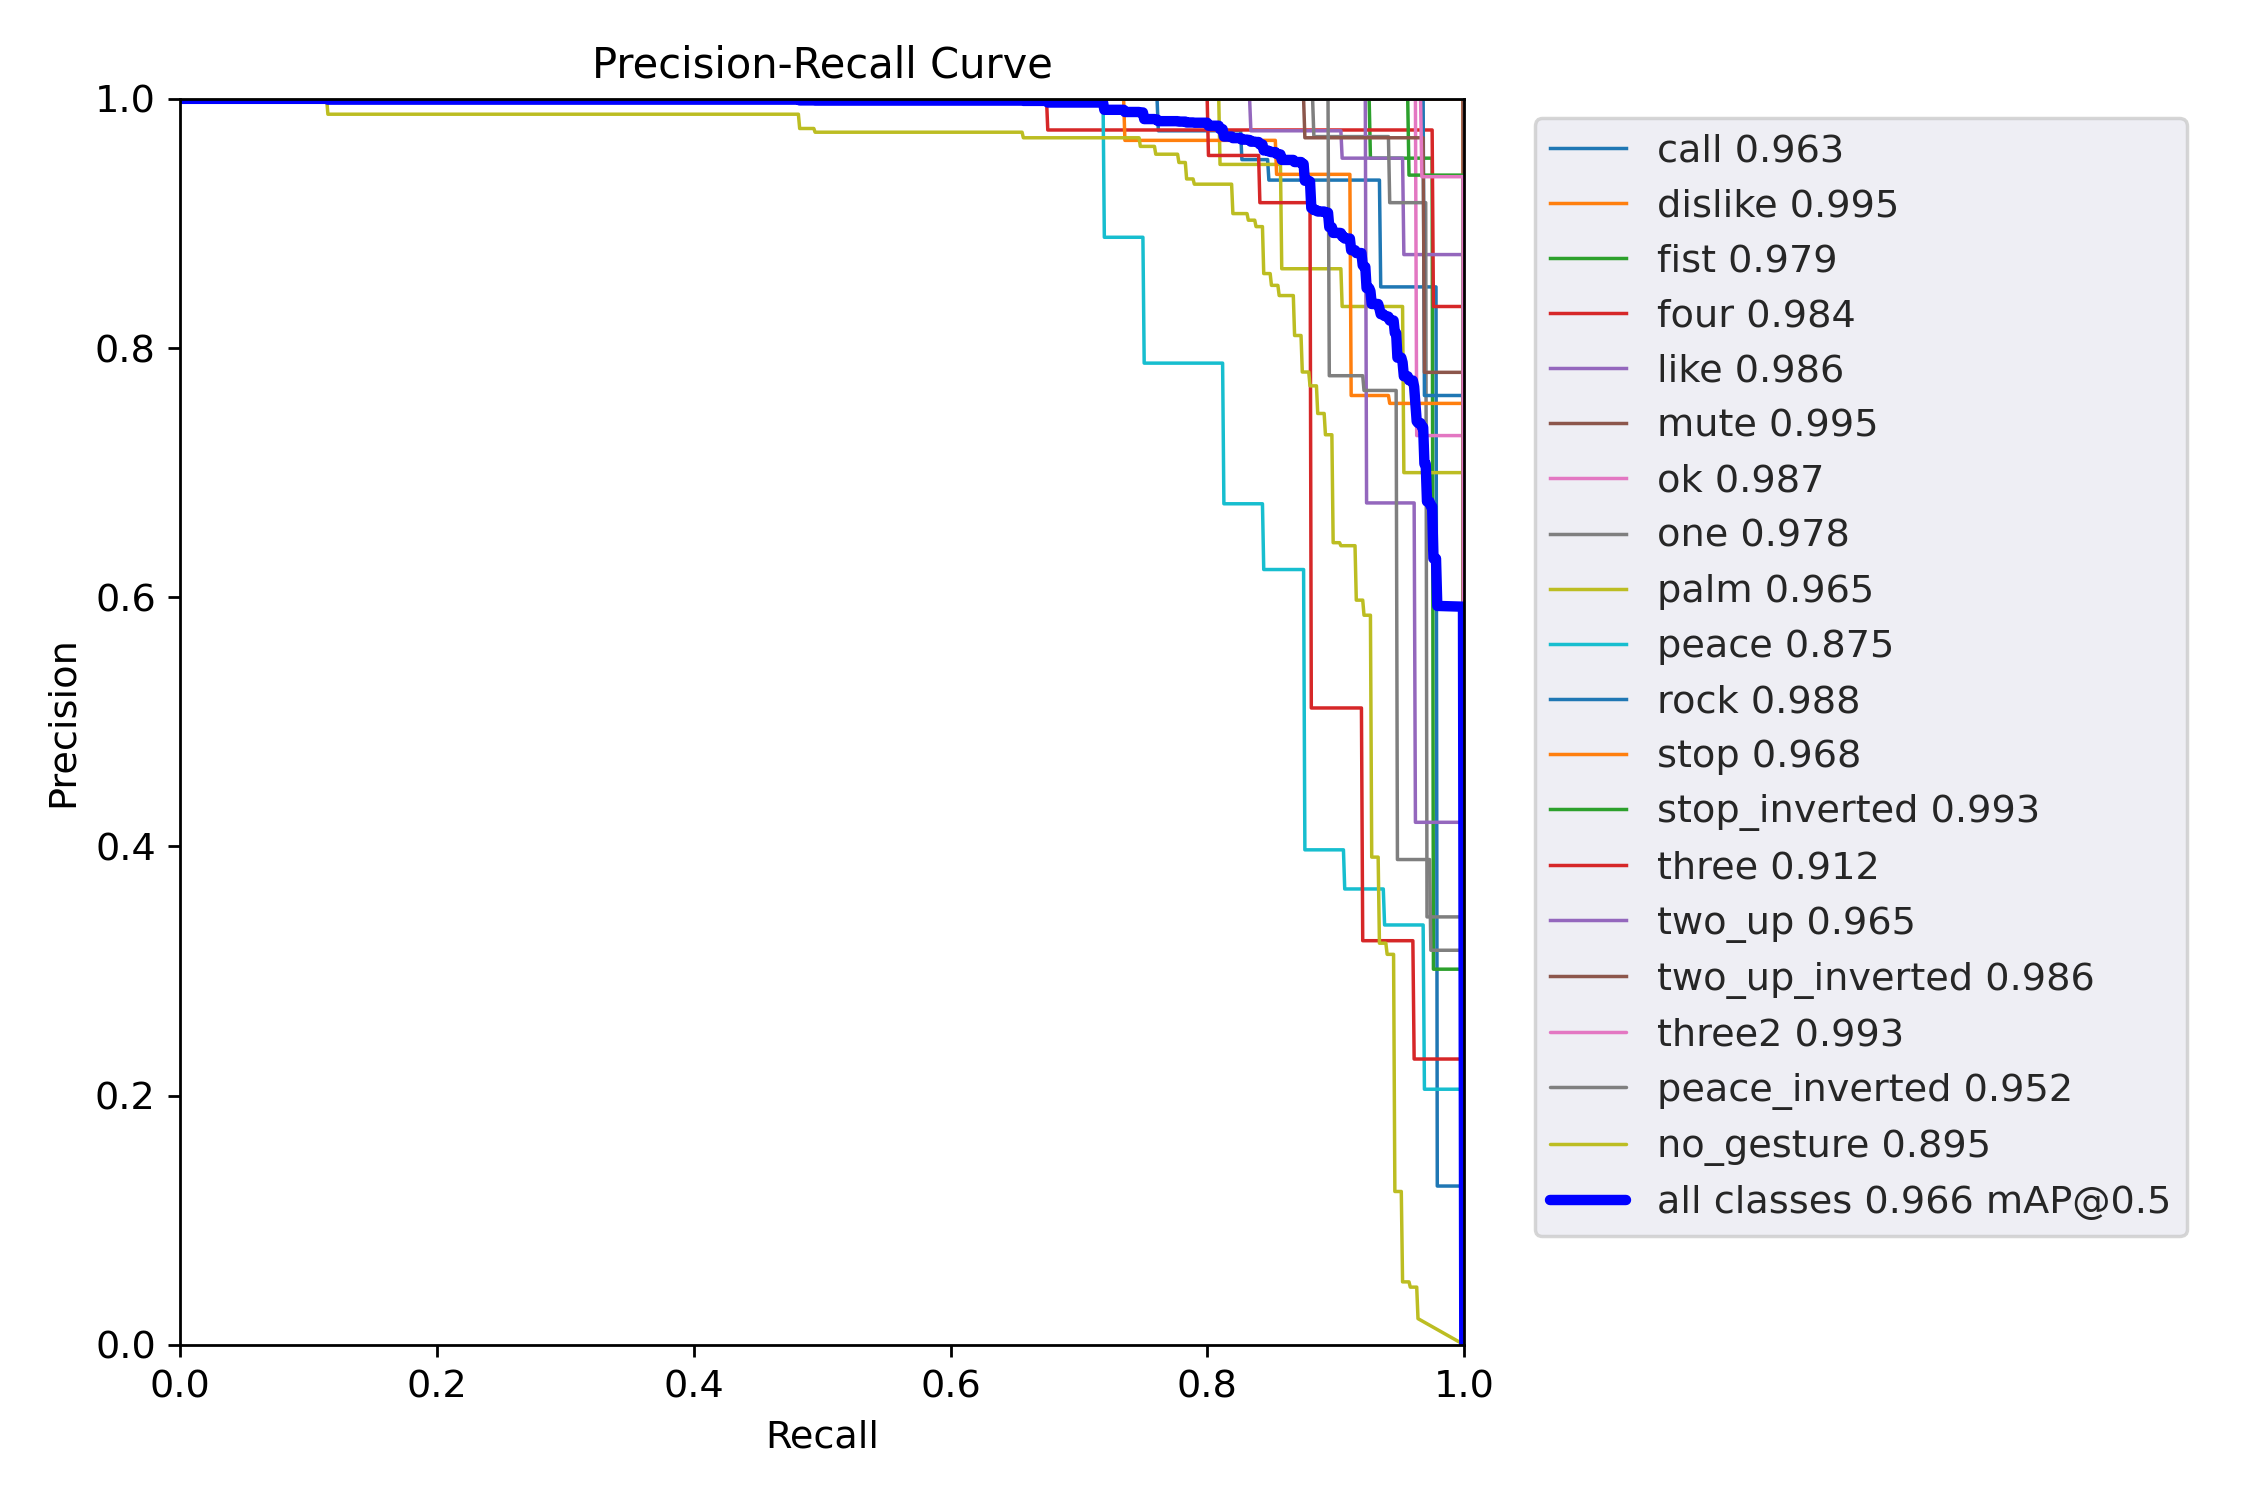 Precision-Recall Curve
1.0
0.8
0.6
0.4
0.2
0.0
Precision
0.0 0.2 0.4 0.6 0.8 1.0
Recall
call 0.963
dislike 0.995
fist 0.979
four 0.984
like 0.986
mute 0.995
ok 0.987
one 0.978
palm 0.965
peace 0.875
rock 0.988
stop 0.968
stop_inverted 0.993
three 0.912
two_up 0.965
two_up_inverted 0.986
three2 0.993
peace_inverted 0.952
no_gesture 0.895
all classes 0.966 mAP@0.5